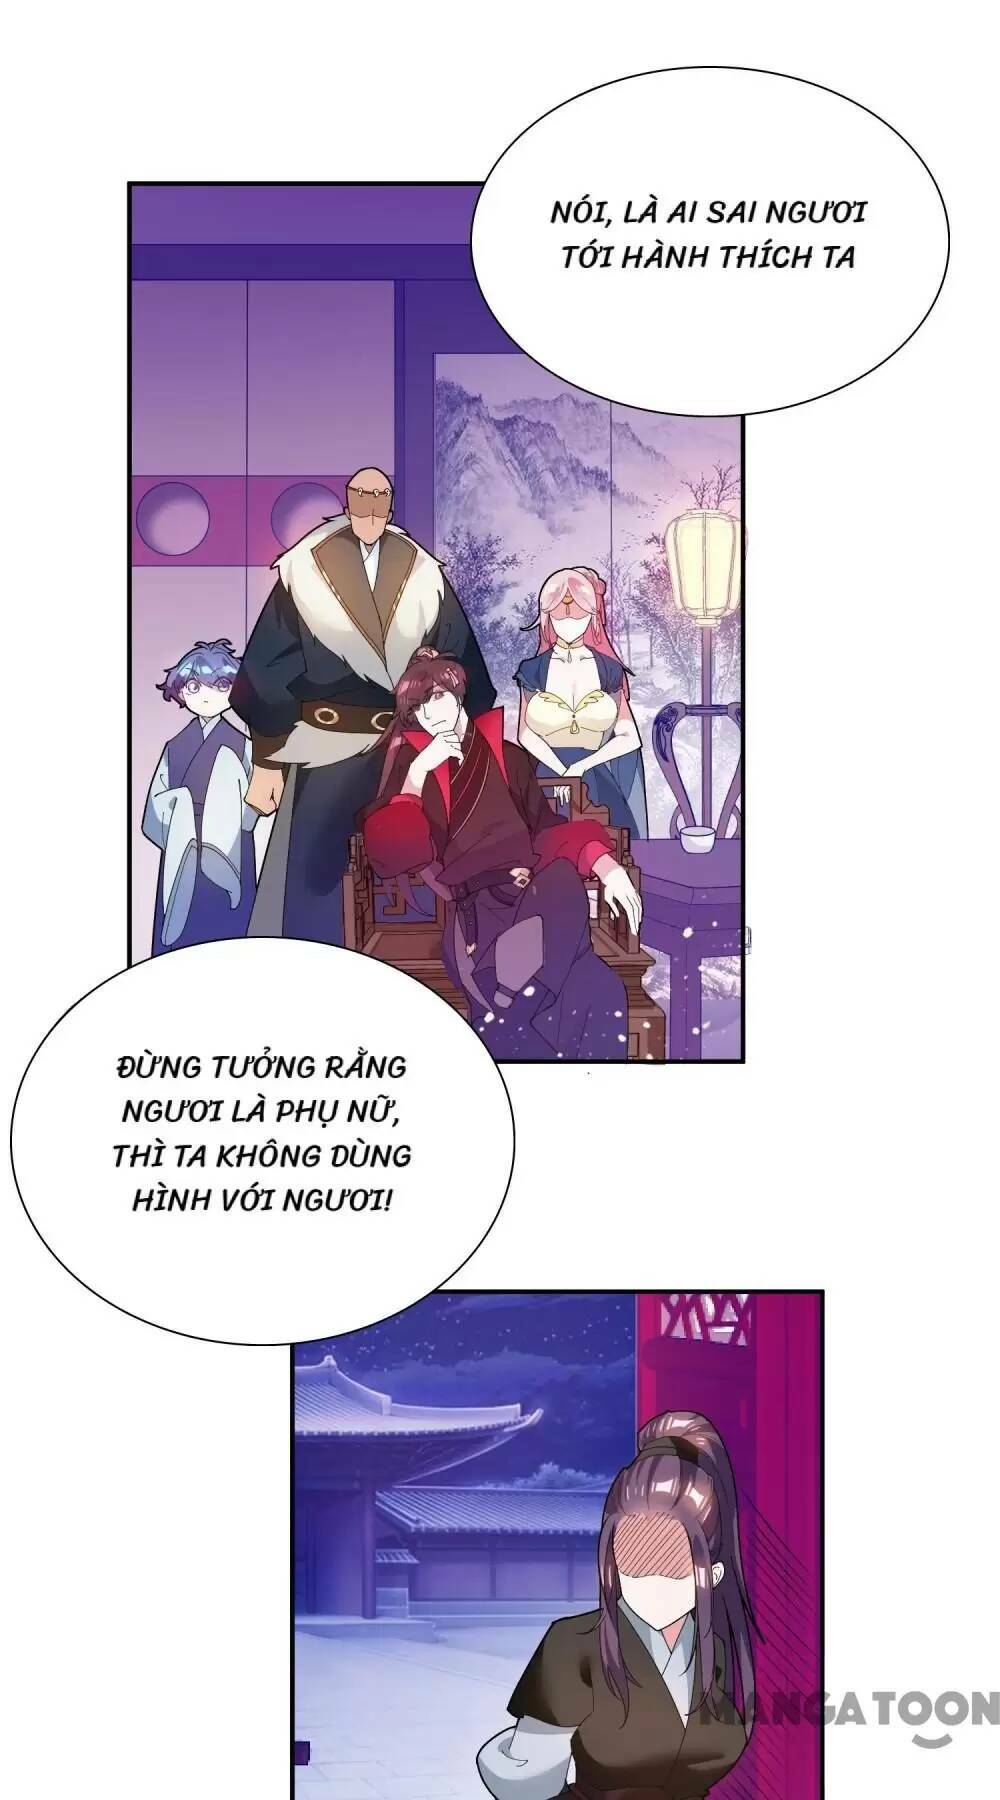 NÓI, LÀ AI SAI NGƯƠI
TỚI HÀNH THÍCH TA
ĐỪNG TƯỞNG RẰNG
NGƯƠI LÀ PHỤ NỮ,
THÌ TA KHÔNG DÙNG
HÌNH VỚI NGƯƠI!
MANGATOON